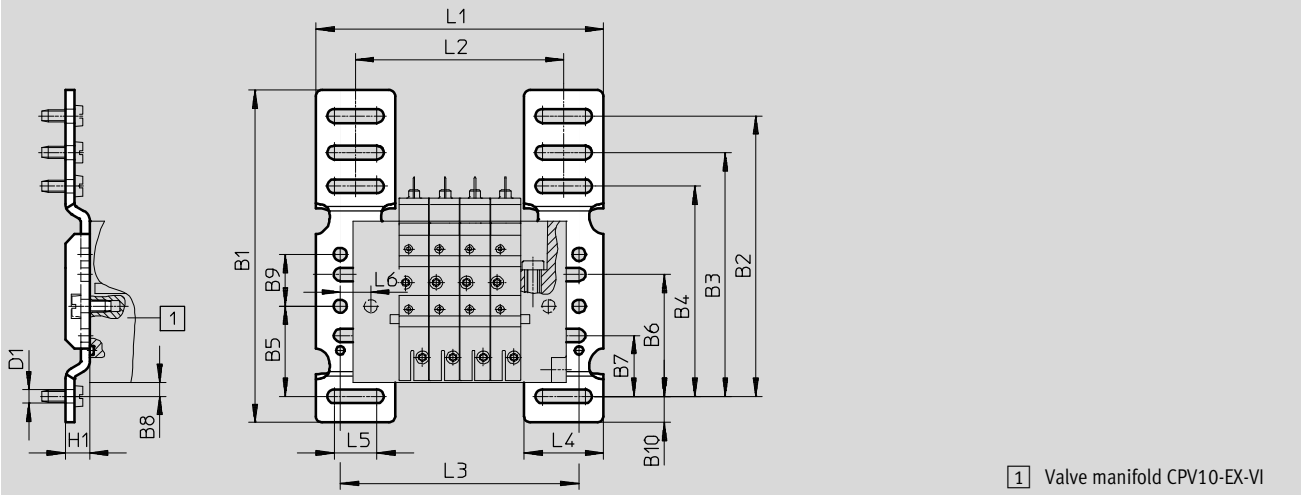 L1
L2
B1
B9
L6
B5
B7
B6
B4
B3
B2
1
D1
H1
B8
L5
L4
B10
L3
1 Valve manifold CPV10-EX-VI